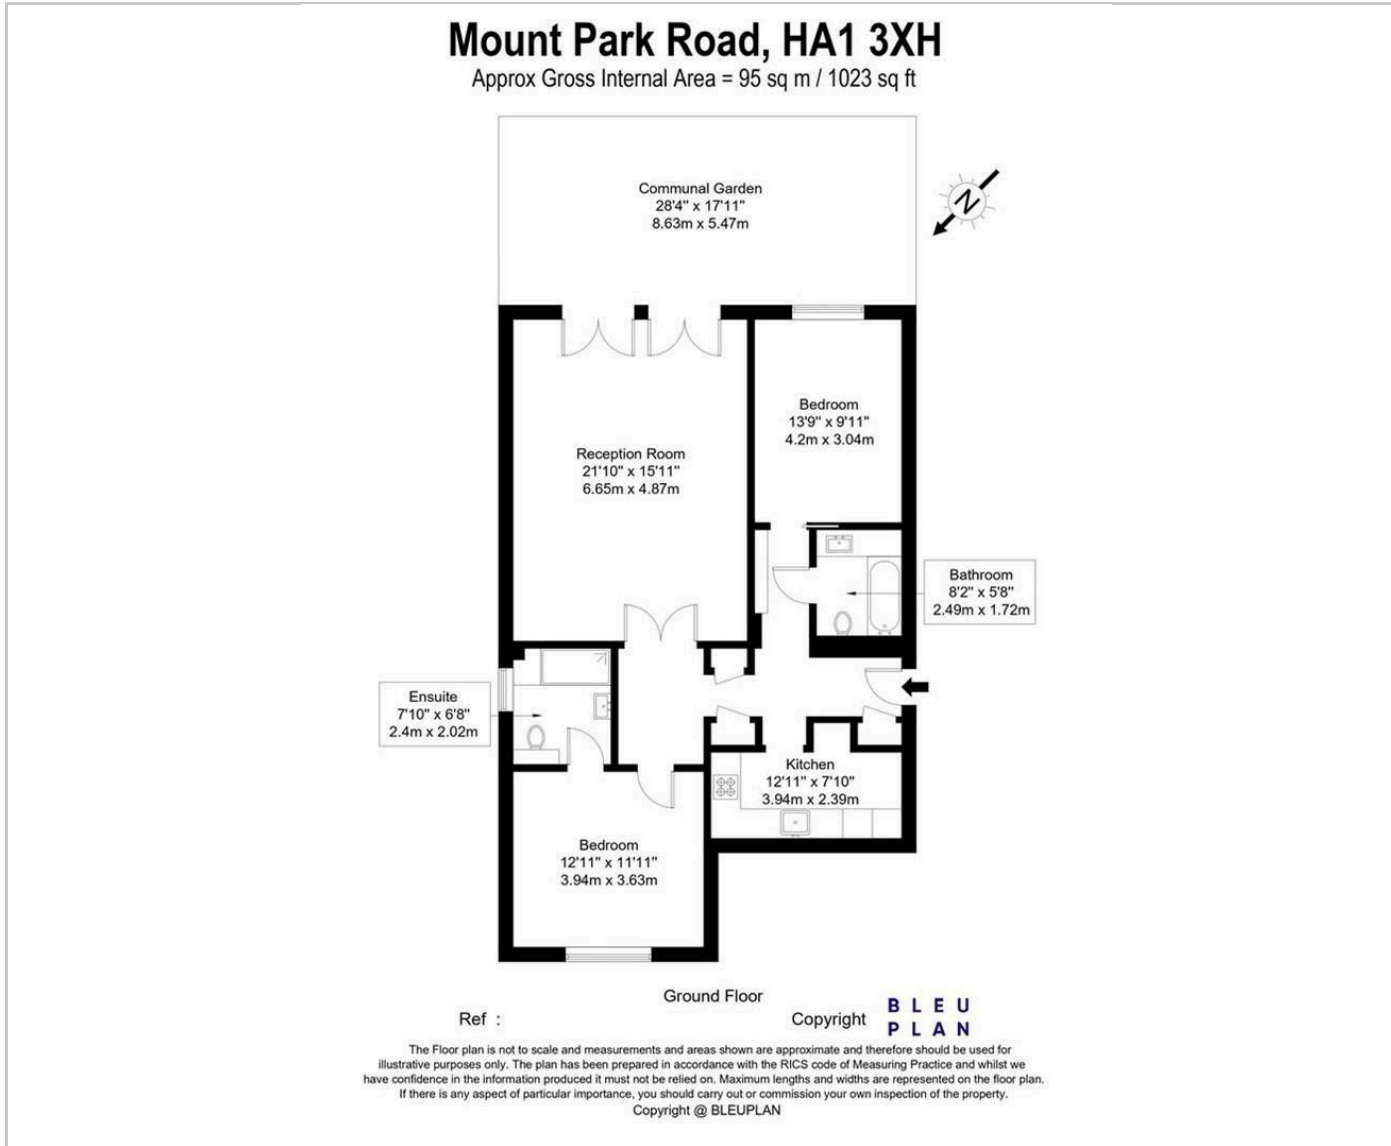 Mount Park Road, HA1 3XH
Approx Gross Internal Area = 95 sq m / 1023 sq ft
Communal Garden
28'4" x 17'11"
8.63m x 5.47m
N
Bedroom
13'9" x 9'11"
4.2m x 3.04m
Reception Room
21'10" x 15'11"
6.65m x 4.87m
Bathroom
8'2" x 5'8"
2.49m x 1.72m
Ensuite
7'10" x 6'8"
2.4m x 2.02m
Kitchen
12'11" x 7'10"
3.94m x 2.39m
Bedroom
12'11" x 11'11"
3.94m x 3.63m
Ground Floor
Ref :
Copyright
BLEU
PLAN
The Floor plan is not to scale and measurements and areas shown are approximate and therefore should be used for
illustrative purposes only. The plan has been prepared in accordance with the RICS code of Measuring Practice and whilst we
have confidence in the information produced it must not be relied on. Maximum lengths and widths are represented on the floor plan.
If there is any aspect of particular importance, you should carry out or commission your own inspection of the property.
Copyright @ BLEUPLAN